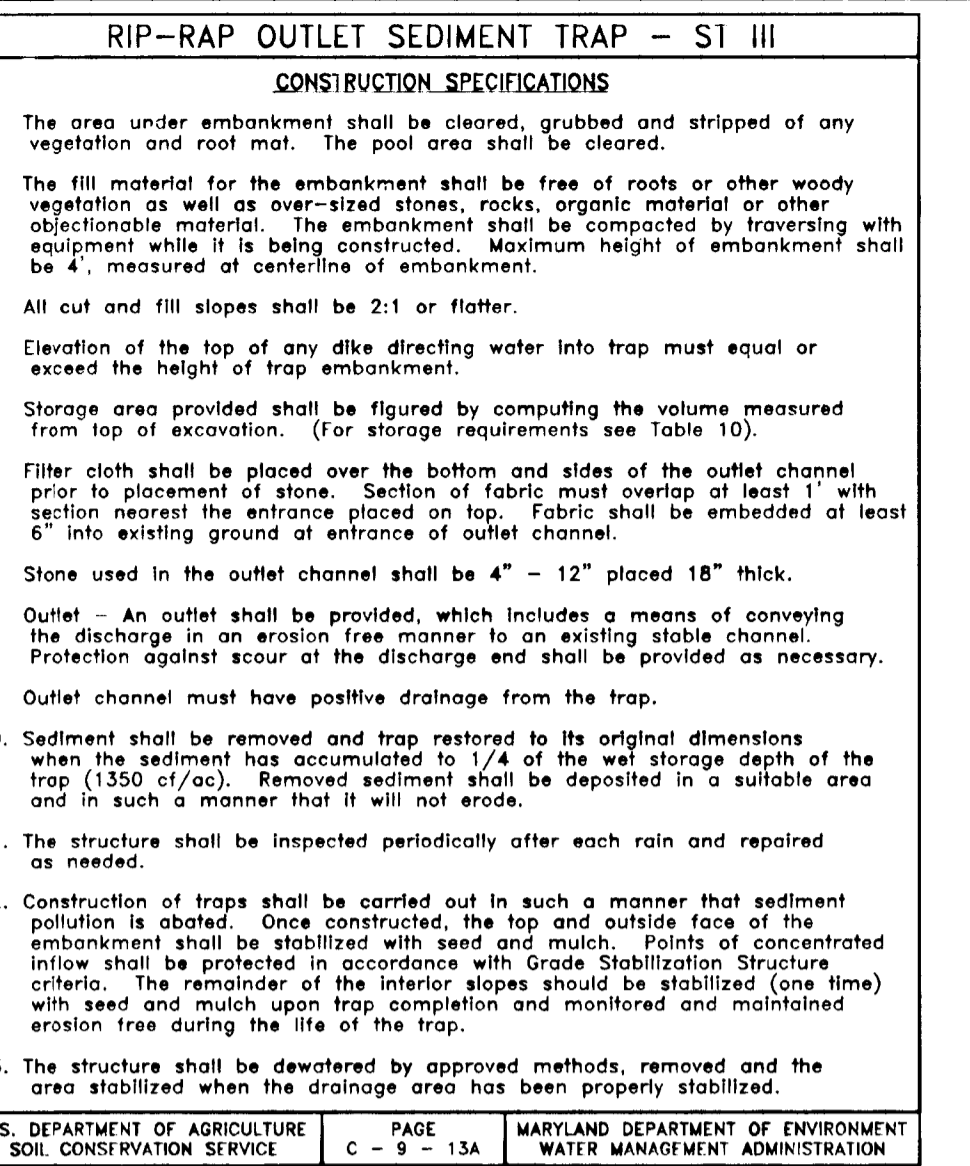 RIP-RAP OUTLET SEDIMENT TRAP - ST III
CONSTRUCTION SPECIFICATIONS
The area under embankment shall be cleared, grubbed and stripped of any
vegetation and root mat. The pool area shall be cleared.
The fill material for the embankment shall be free of roots or other woody
vegetation as well as over-sized stones, rocks, organic material or other
objectionable material. The embankment shall be compacted by traversing with
equipment while it is being constructed. Maximum height of embankment shall
be 4', measured at centerline of embankment.
All cut and fill slopes shall be 2:1 or flatter.
Elevation of the top of any dike directing water into trap must equal or
exceed the height of trap embankment.
Storage area provided shall be figured by computing the volume measured
from top of excavation. (For storage requirements see Table 10).
Filter cloth shall be placed over the bottom and sides of the outlet channel
prior to placement of stone. Section of fabric must overlap at least 1' with
section nearest the entrance placed on top. Fabric shall be embedded at least
6" into existing ground at entrance of outlet channel.
Stone used in the outlet channel shall be 4" - 12" placed 18" thick.
Outlet - An outlet shall be provided, which includes a means of conveying
the discharge in an erosion free manner to an existing stable channel.
Protection against scour at the discharge end shall be provided as necessary.
Outlet channel must have positive drainage from the trap.
. Sediment shall be removed and trap restored to its original dimensions
when the sediment has accumulated to 1/4 of the wet storage depth of the
trap (1350 cf/ac). Removed sediment shall be deposited in a suitable area
and in such a manner that it will not erode.
. The structure shall be inspected periodically after each rain and repaired
as needed.
. Construction of traps shall be carried out in such a manner that sediment
pollution is abated. Once constructed, the top and outside face of the
embankment shall be stabilized with seed and mulch. Points of concentrated
inflow shall be protected in accordance with Grade Stabilization Structure
criteria. The remainder of the interior slopes should be stabilized (one time)
with seed and mulch upon trap completion and monitored and maintained
erosion free during the life of the trap.
. The structure shall be dewatered by approved methods, removed and the
area stabilized when the drainage area has been properly stabilized.
S. DEPARTMENT OF AGRICULTURE
SOIL CONSERVATION SERVICE
PAGE
C - 9 - 13A
MARYLAND DEPARTMENT OF ENVIRONMENT
WATER MANAGEMENT ADMINISTRATION